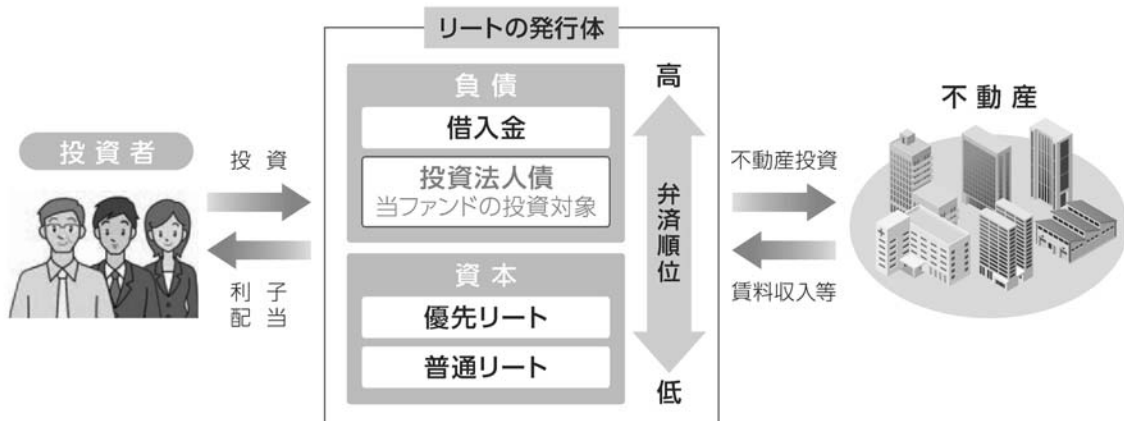 リートの発行体
投資者
投資
利子
配当
負債
借入金
投資法人債
当ファンドの投資対象
資本
優先リート
普通リート
高
弁済順位
低
不動産投資
賃料収入等
不動産